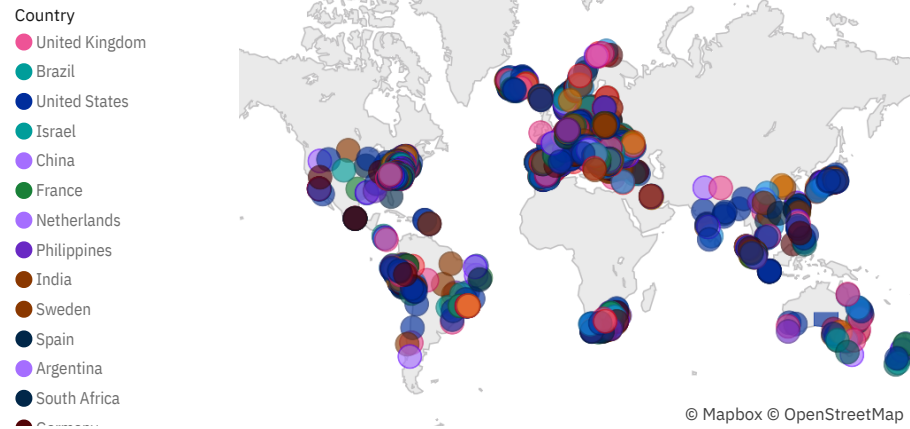 Country
United Kingdom
Brazil
United States
Israel
China
France
Netherlands
Philippines
India
Sweden
Spain
Argentina
South Africa
© Mapbox © OpenStreetMap